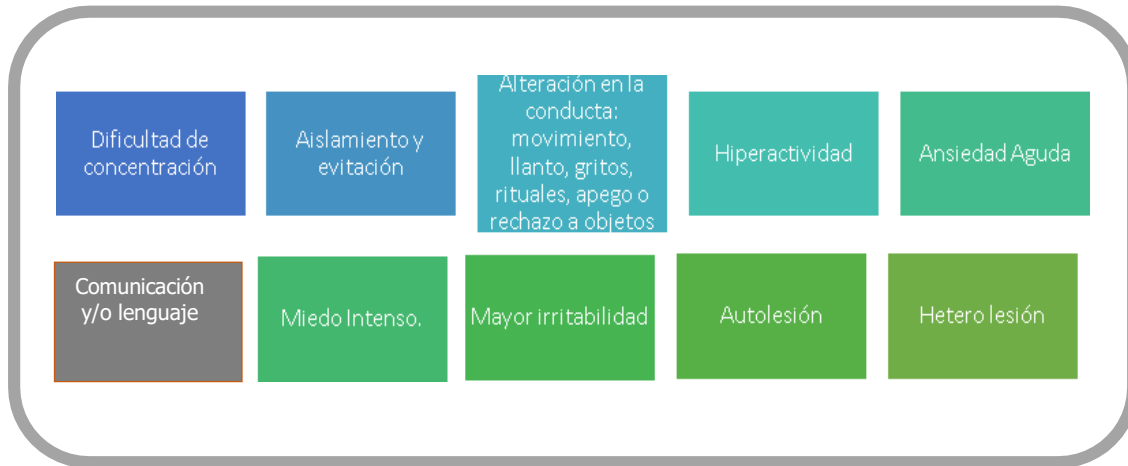 Dificultad de
concentración
Aislamiento y
evitación
Alteración en la
conducta:
movimiento,
llanto, gritos,
rituales, apego o
rechazo a objetos
Hiperactividad
Ansiedad Aguda
Comunicación
y/o lenguaje
Miedo Intenso.
Mayor irritabilidad
Autolesión
Hetero lesión